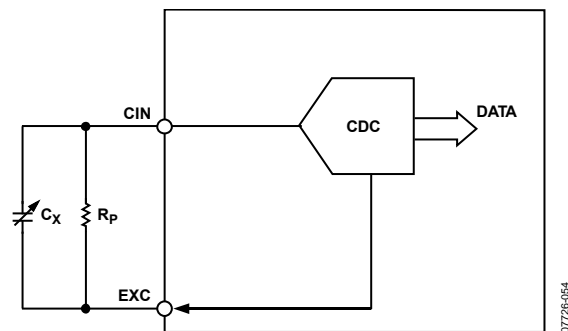 CIN
CDC
DATA
CX
RP
EXC
07726-054